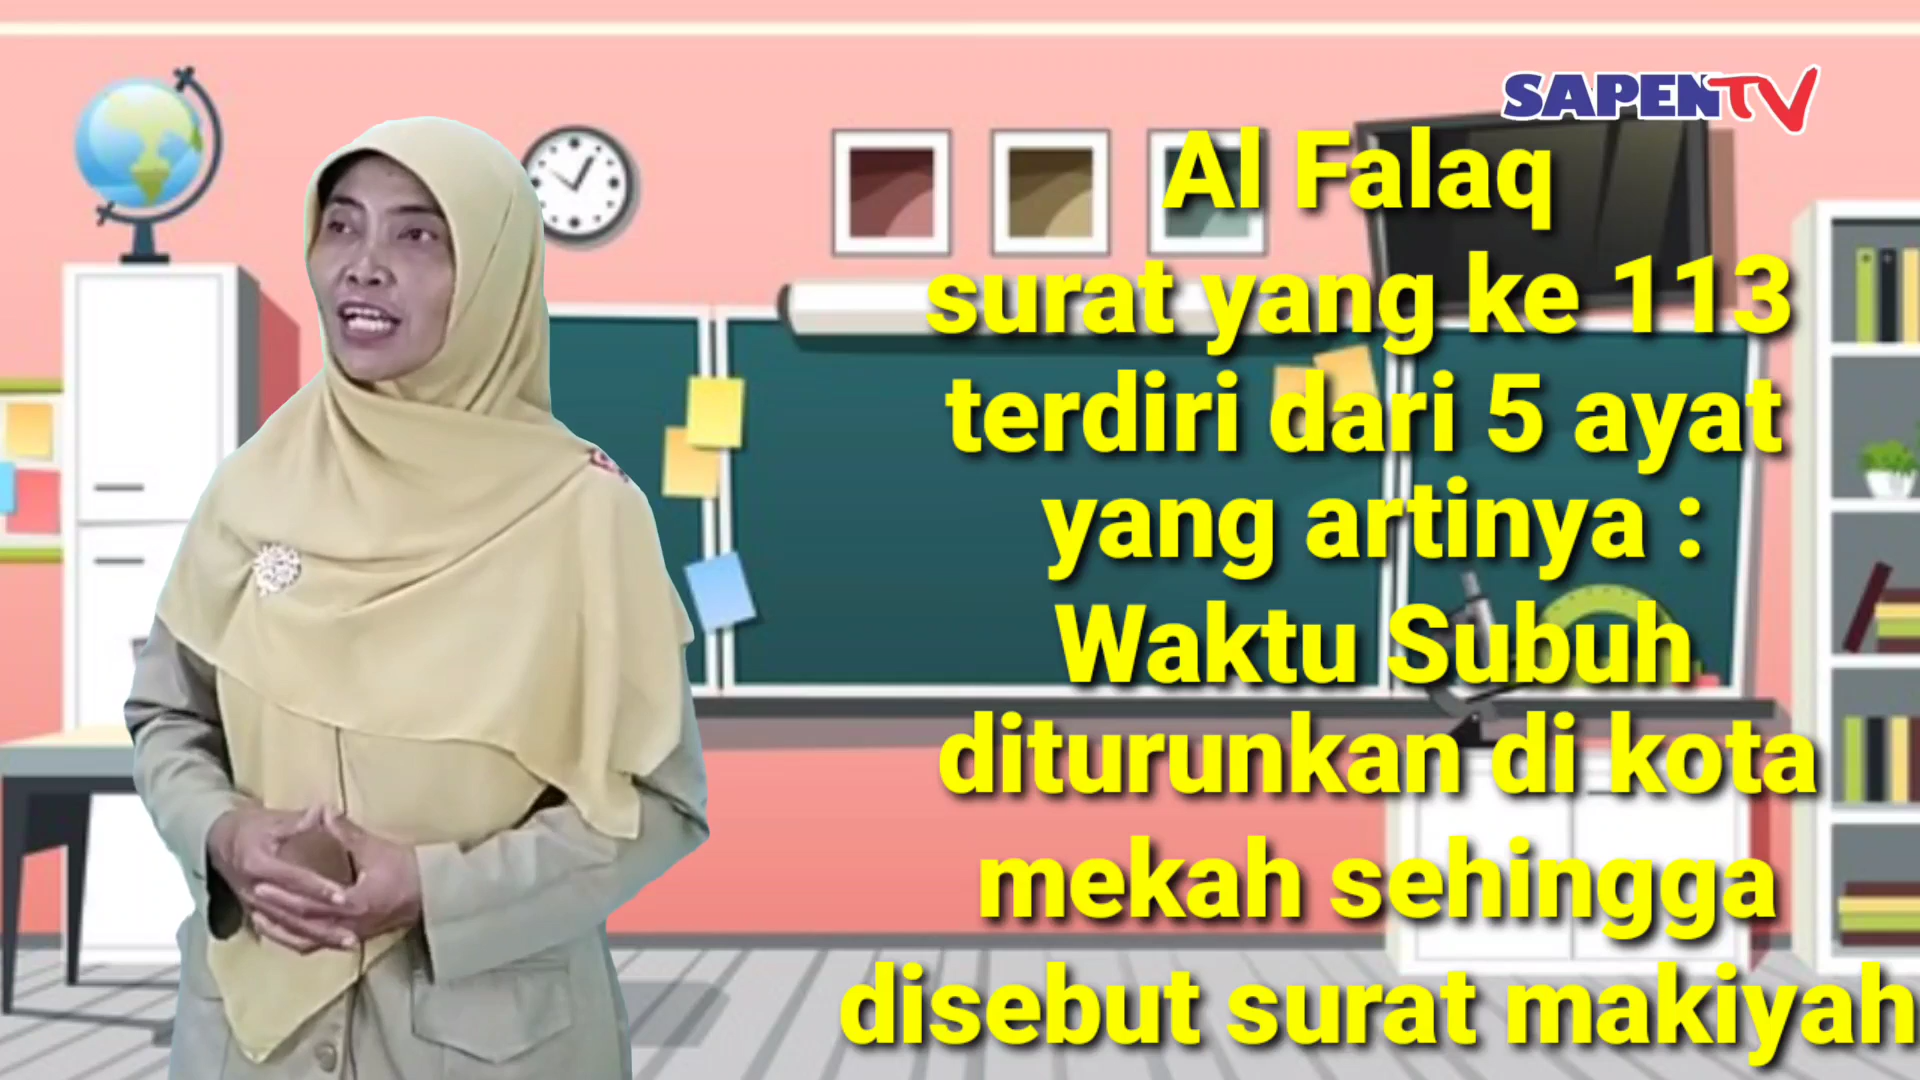 SAPENTV
Al Falaq
surat yang ke 113
terdiri dari 5 ayat
yang artinya :
Waktu Subuh
diturunkan di kota
mekah sehingga
disebut surat makiyah